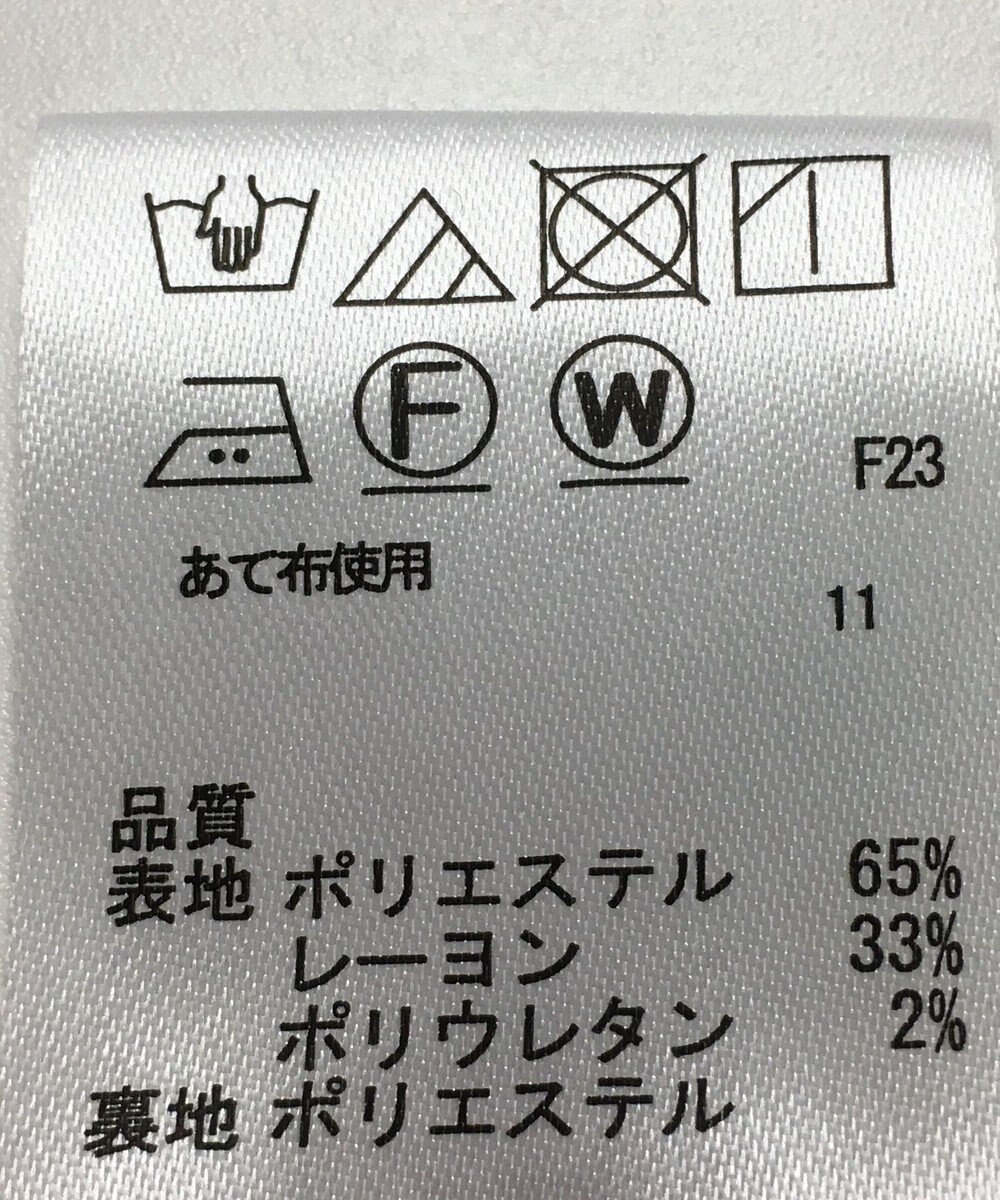 F W
F23
あて布使用
11
品質
表地 ポリエステル 65%
レーヨン 33%
ポリウレタン 2%
裏地 ポリエステル